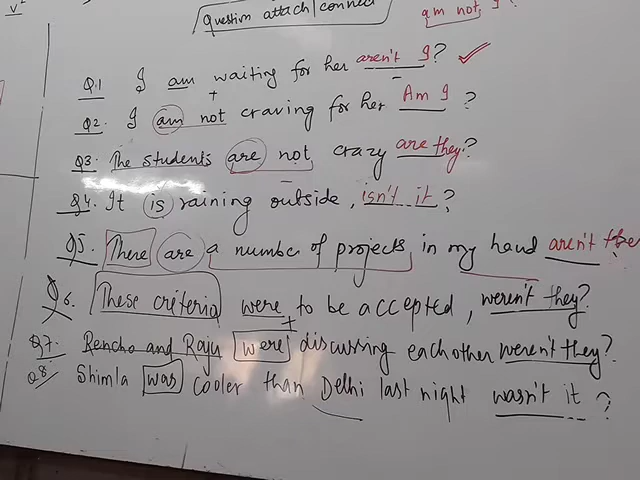 v²
Question attach/connect
am not I?
Q.1 I am waiting for her aren't I? ✓
+ -
Q2. I am not craving for her Am I ?
Q3. The students are not crazy are they?
-
Q4. It is raining outside, isn't it ?
Q5. There are a number of projects in my hand aren't
Q6. These criteria were to be accepted, weren't they?
+
Q7. Rencho and Raju were discussing each other weren't they?
Q8. Shimla was cooler than Delhi last night wasn't it ?